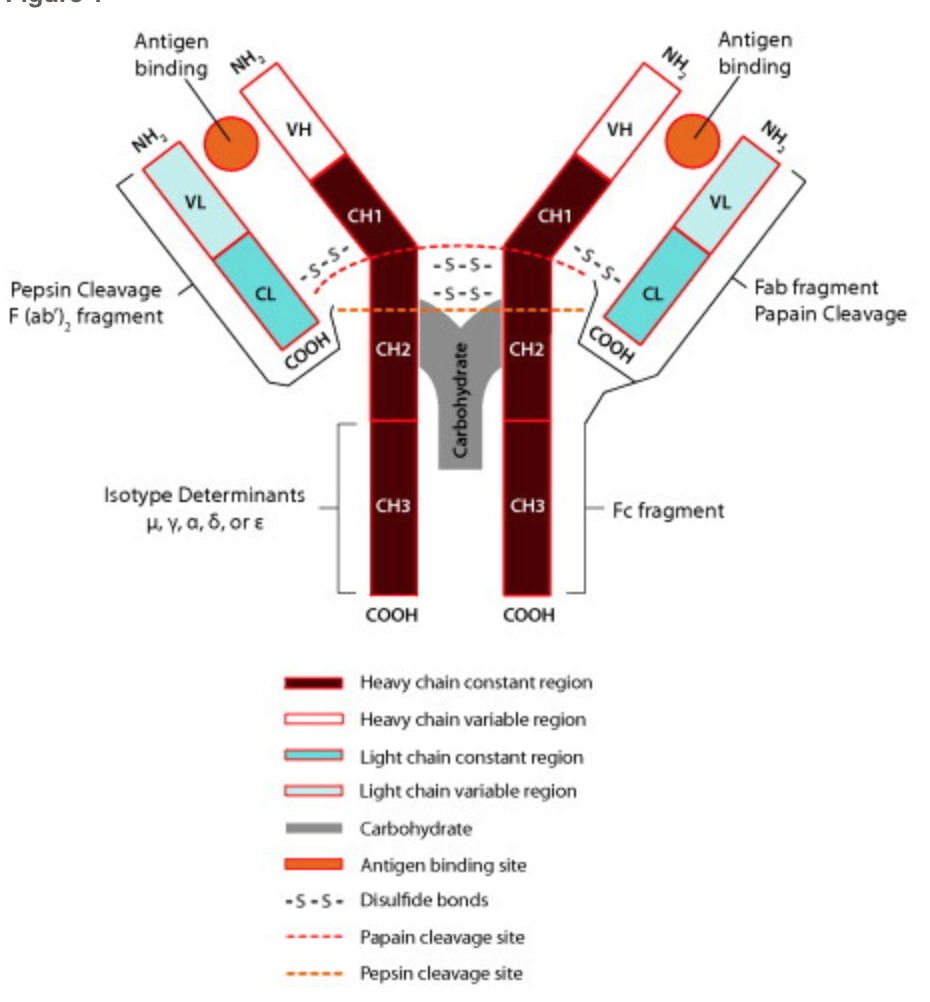 Antigen
binding
NH2
VH
CH1
NH2
VL
CL
COOH
-S-S-
Pepsin Cleavage
F (ab')2 fragment
Antigen
binding
NH2
VH
CH1
NH2
VL
CL
COOH
-S-S-
Fab fragment
Papain Cleavage
-S-S-
-S-S-
CH2
CH2
Carbohydrate
Isotype Determinants
μ, γ, α, δ, or ε
CH3
CH3
Fc fragment
COOH
COOH
Heavy chain constant region
Heavy chain variable region
Light chain constant region
Light chain variable region
Carbohydrate
Antigen binding site
-S-S- Disulfide bonds
Papain cleavage site
Pepsin cleavage site